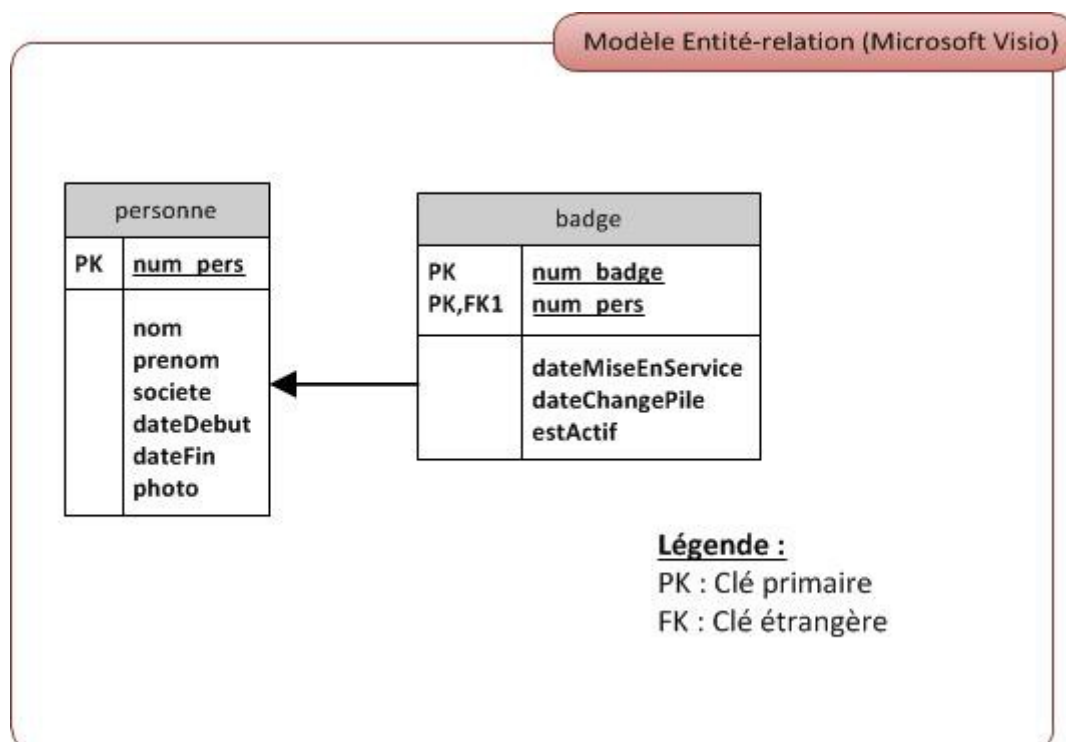 Modèle Entité-relation (Microsoft Visio)
personne
PK num_pers
nom
prenom
societe
dateDebut
dateFin
photo
badge
PK num_badge
PK,FK1 num_pers
dateMiseEnService
dateChangePile
estActif
Légende :
PK : Clé primaire
FK : Clé étrangère